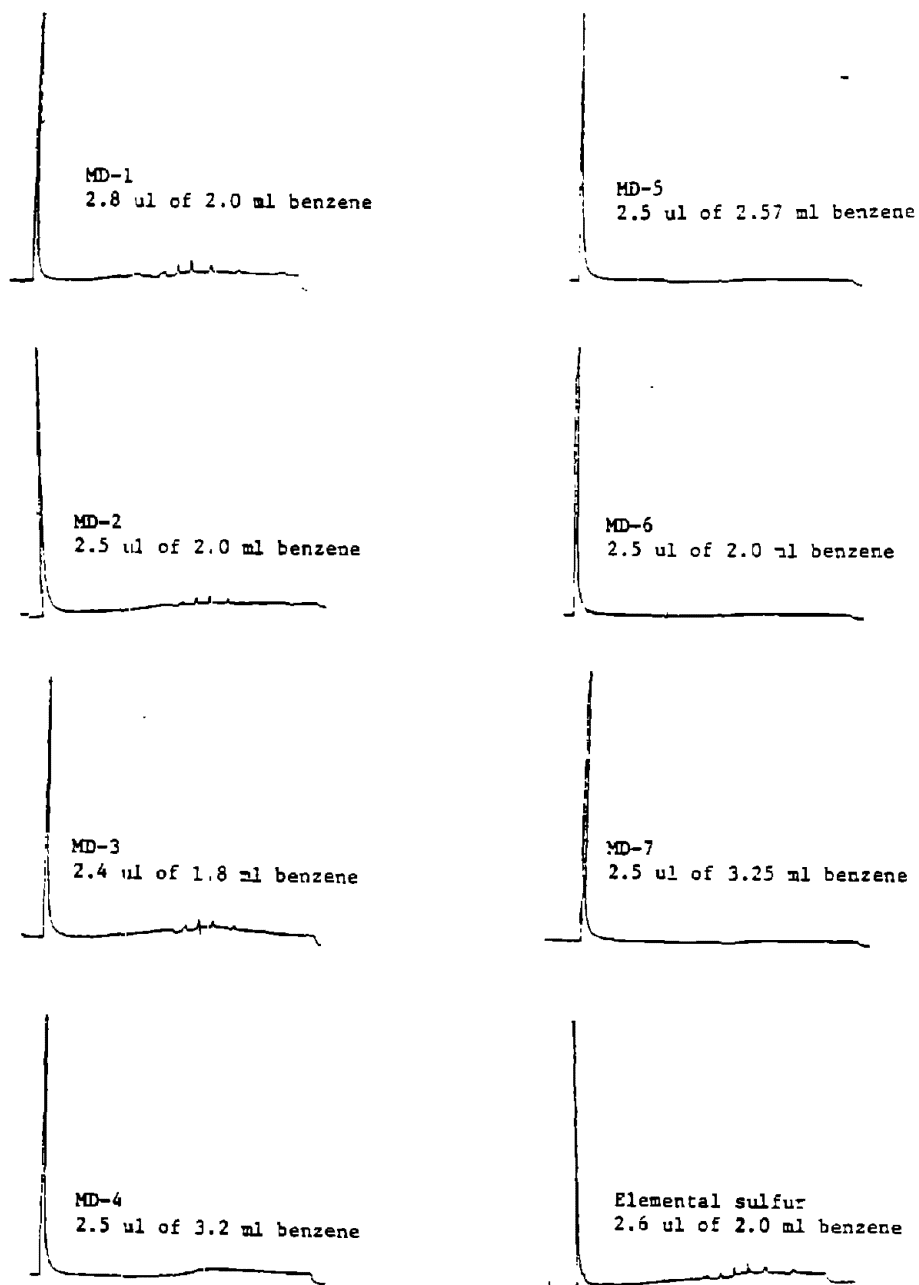 MD-1
2.8 ul of 2.0 ml benzene
MD-2
2.5 ul of 2.0 ml benzene
MD-3
2.4 ul of 1.8 ml benzene
MD-4
2.5 ul of 3.2 ml benzene
MD-5
2.5 ul of 2.57 ml benzene
MD-6
2.5 ul of 2.0 ml benzene
MD-7
2.5 ul of 3.25 ml benzene
Elemental sulfur
2.6 ul of 2.0 ml benzene